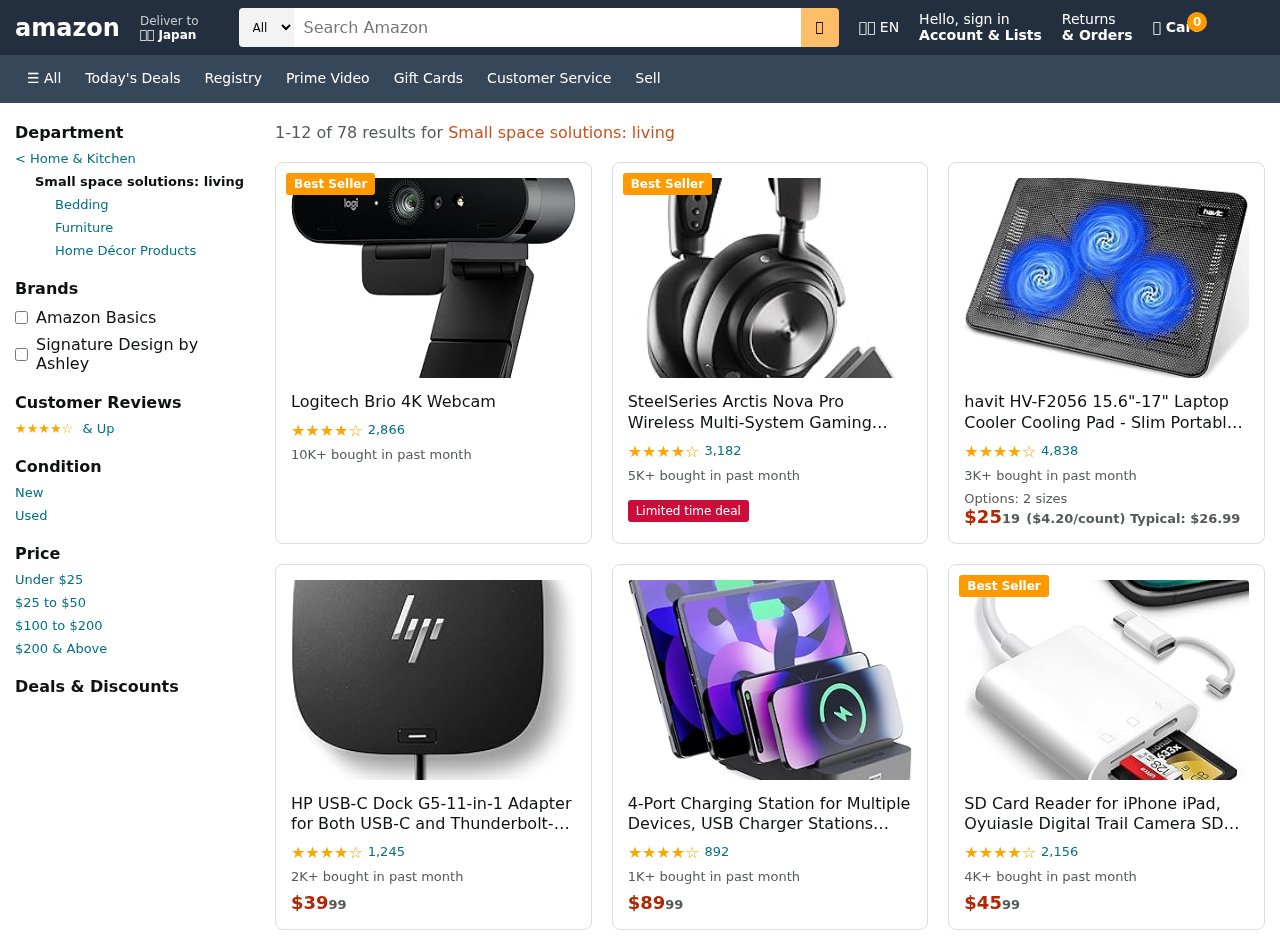 amazon
Deliver to
Japan
All
Search Amazon
EN
Hello, sign in
Account & Lists
Returns
& Orders
0
☰ All
Today's Deals
Registry
Prime Video
Gift Cards
Customer Service
Sell
Department
< Home & Kitchen
Small space solutions: living
Bedding
Furniture
Home Décor Products
Brands
Amazon Basics
Signature Design by
Ashley
Customer Reviews
★★★★☆ & Up
Condition
New
Used
Price
Under $25
$25 to $50
$100 to $200
$200 & Above
Deals & Discounts
1-12 of 78 results for Small space solutions: living
Best Seller
logi
Logitech Brio 4K Webcam
★★★★☆ 2,866
10K+ bought in past month
Best Seller
SteelSeries Arctis Nova Pro
Wireless Multi-System Gaming…
★★★★☆ 3,182
5K+ bought in past month
Limited time deal
havit
havit HV-F2056 15.6"-17" Laptop
Cooler Cooling Pad - Slim Portabl…
★★★★☆ 4,838
3K+ bought in past month
Options: 2 sizes
$25 19 ($4.20/count) Typical: $26.99
hp
HP USB-C Dock G5-11-in-1 Adapter
for Both USB-C and Thunderbolt-…
★★★★☆ 1,245
2K+ bought in past month
$39 99
4-Port Charging Station for Multiple
Devices, USB Charger Stations…
★★★★☆ 892
1K+ bought in past month
$89 99
Best Seller
633x
128
SD Card Reader for iPhone iPad,
Oyuiasle Digital Trail Camera SD…
★★★★☆ 2,156
4K+ bought in past month
$45 99